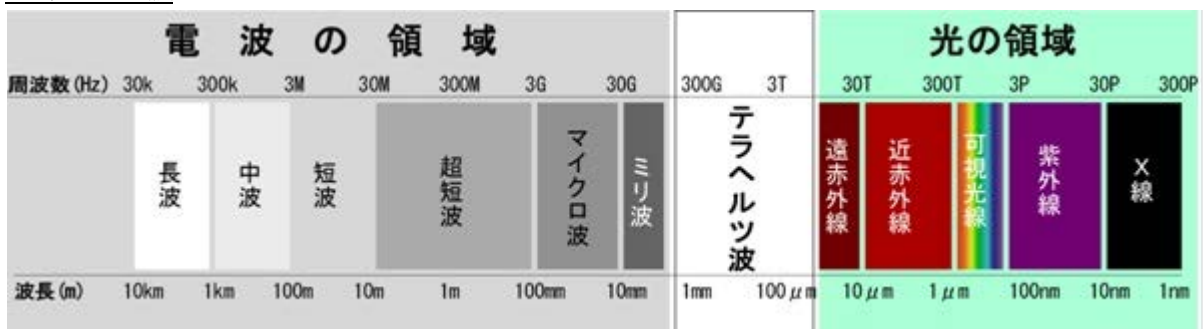 電波の領域
光の領域
周波数(Hz) 30k 300k 3M 30M 300M 3G 30G 300G 3T 30T 300T 3P 30P 300P
長波
中波
短波
超短波
マイクロ波
ミリ波
テラヘルツ波
遠赤外線
近赤外線
可視光線
紫外線
X線
波長(m) 10km 1km 100m 10m 1m 100mm 10mm 1mm 100μm 10μm 1μm 100nm 10nm 1nm